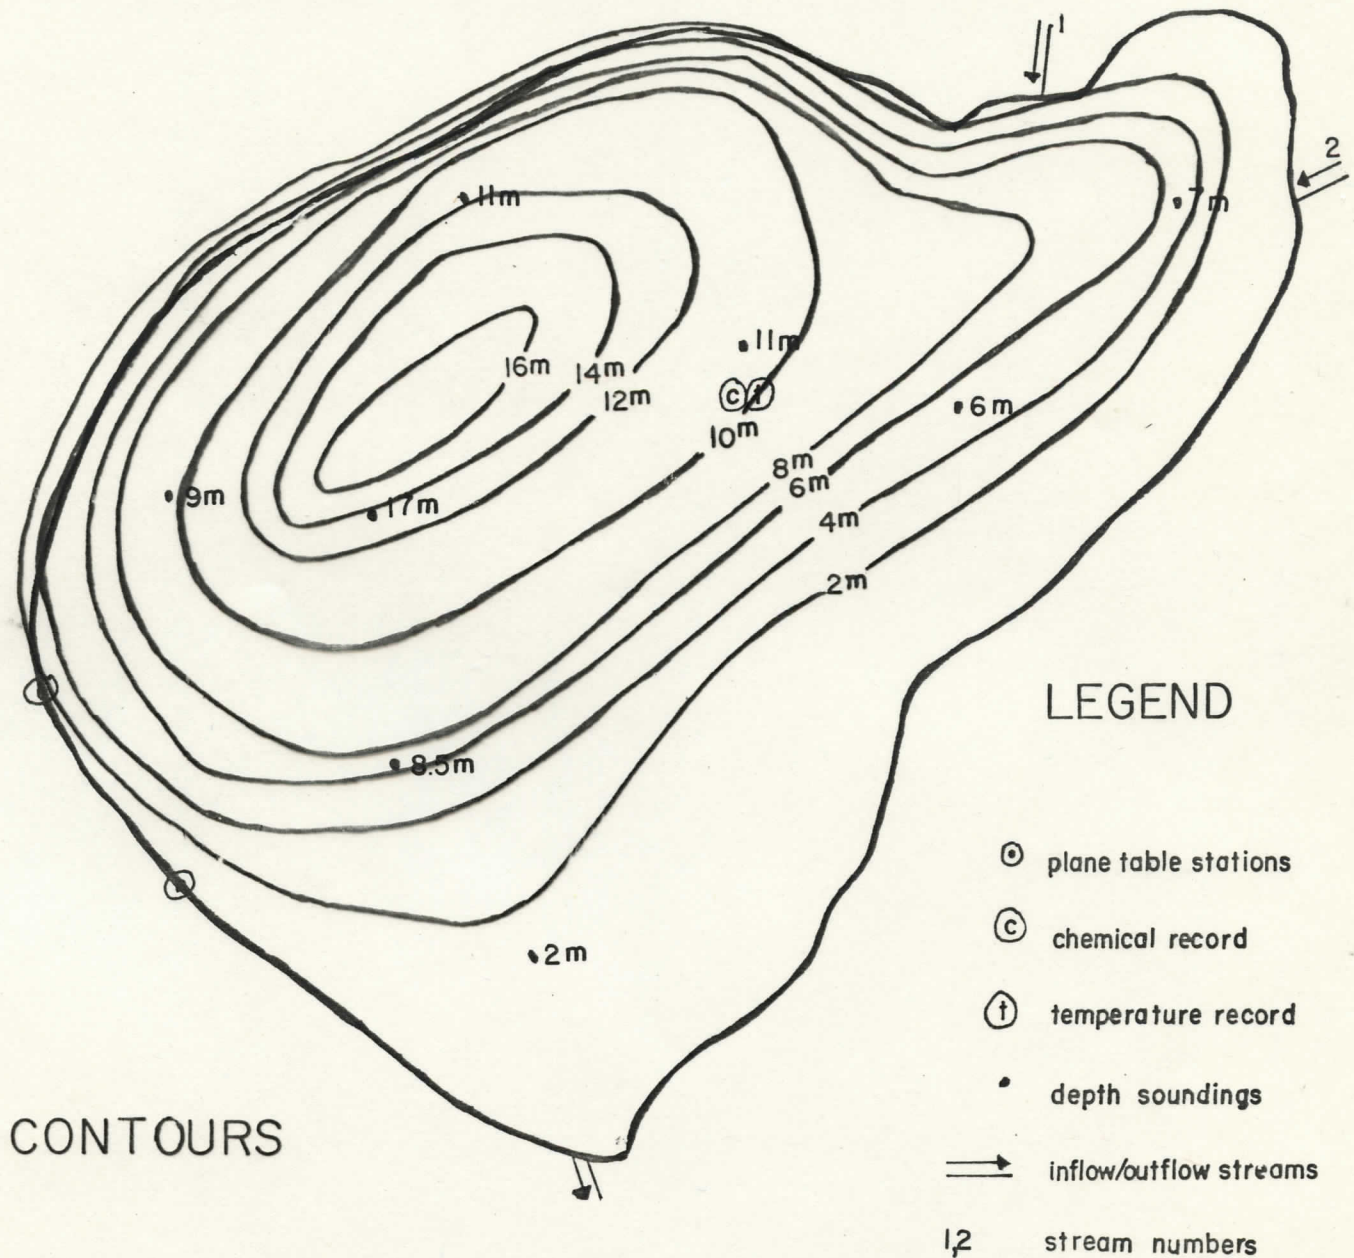 1
2
11m
7m
11m
16m
14m
12m
c t
6m
10m
8m
9m
6m
17m
4m
2m
8.5m
2m
LEGEND
plane table stations
c chemical record
t temperature record
depth soundings
CONTOURS
inflow/outflow streams
1,2 stream numbers